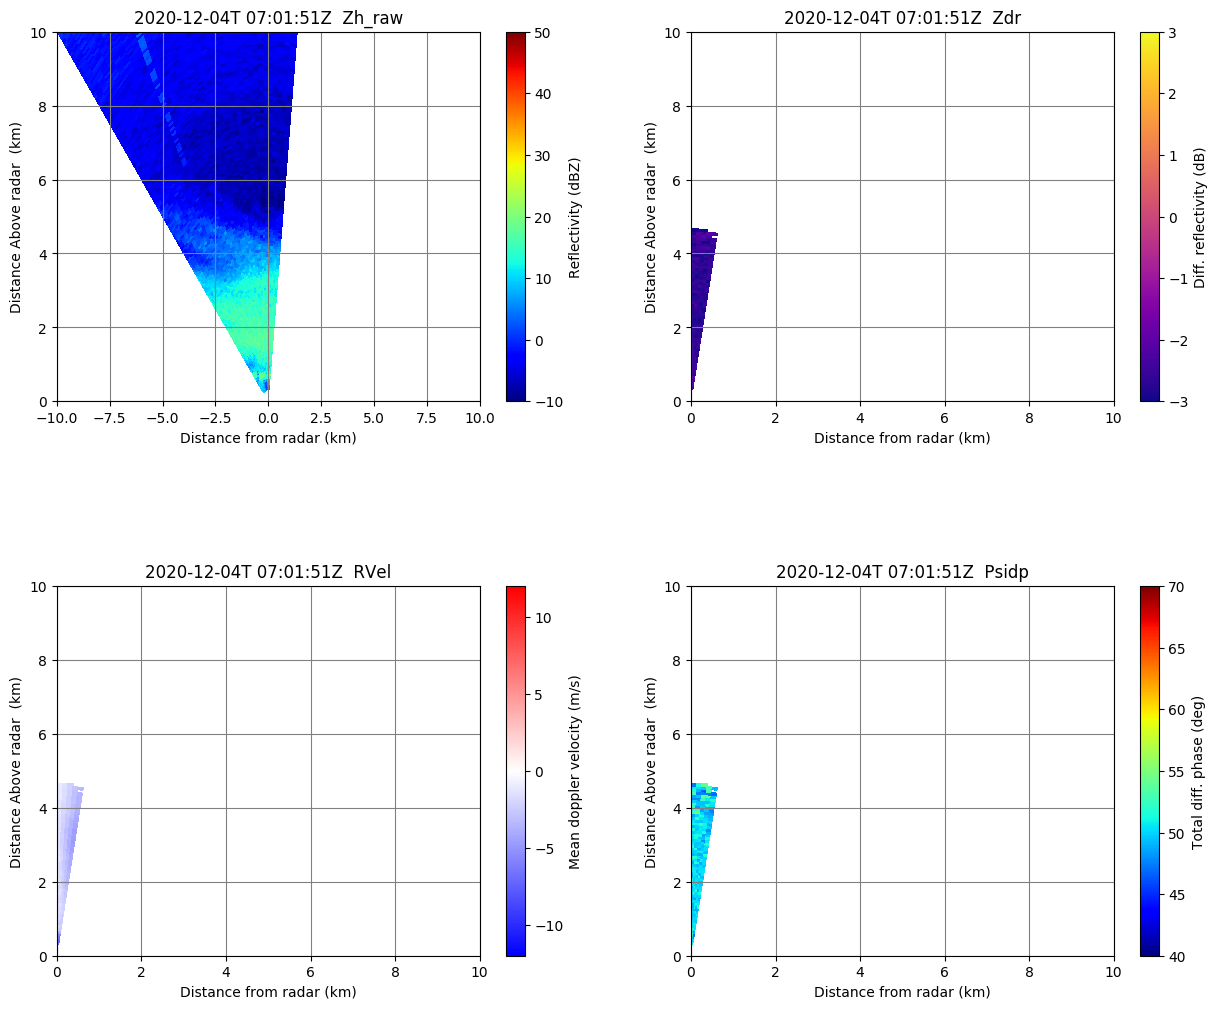 2020-12-04T 07:01:51Z  Zh_raw
10
8
6
4
2
0
Distance Above radar  (km)
−10.0 −7.5 −5.0 −2.5 0.0 2.5 5.0 7.5 10.0
Distance from radar (km)
50
40
30
20
10
0
−10
Reflectivity (dBZ)
2020-12-04T 07:01:51Z  Zdr
10
8
6
4
2
0
Distance Above radar  (km)
0 2 4 6 8 10
Distance from radar (km)
3
2
1
0
−1
−2
−3
Diff. reflectivity (dB)
2020-12-04T 07:01:51Z  RVel
10
8
6
4
2
0
Distance Above radar  (km)
0 2 4 6 8 10
Distance from radar (km)
10
5
0
−5
−10
Mean doppler velocity (m/s)
2020-12-04T 07:01:51Z  Psidp
10
8
6
4
2
0
Distance Above radar  (km)
0 2 4 6 8 10
Distance from radar (km)
70
65
60
55
50
45
40
Total diff. phase (deg)